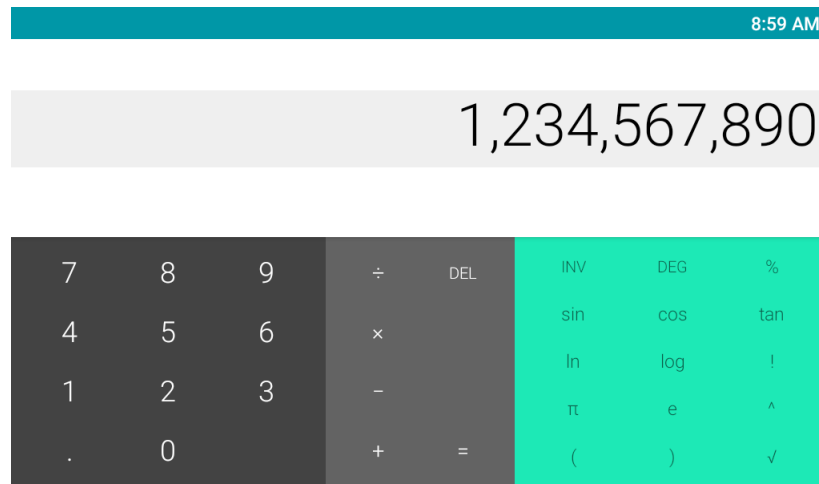 8:59 AM
1,234,567,890
7 8 9 ÷ DEL INV DEG %
sin cos tan
4 5 6 ×
ln log !
1 2 3 −
π e ^
. 0 + = ( ) √